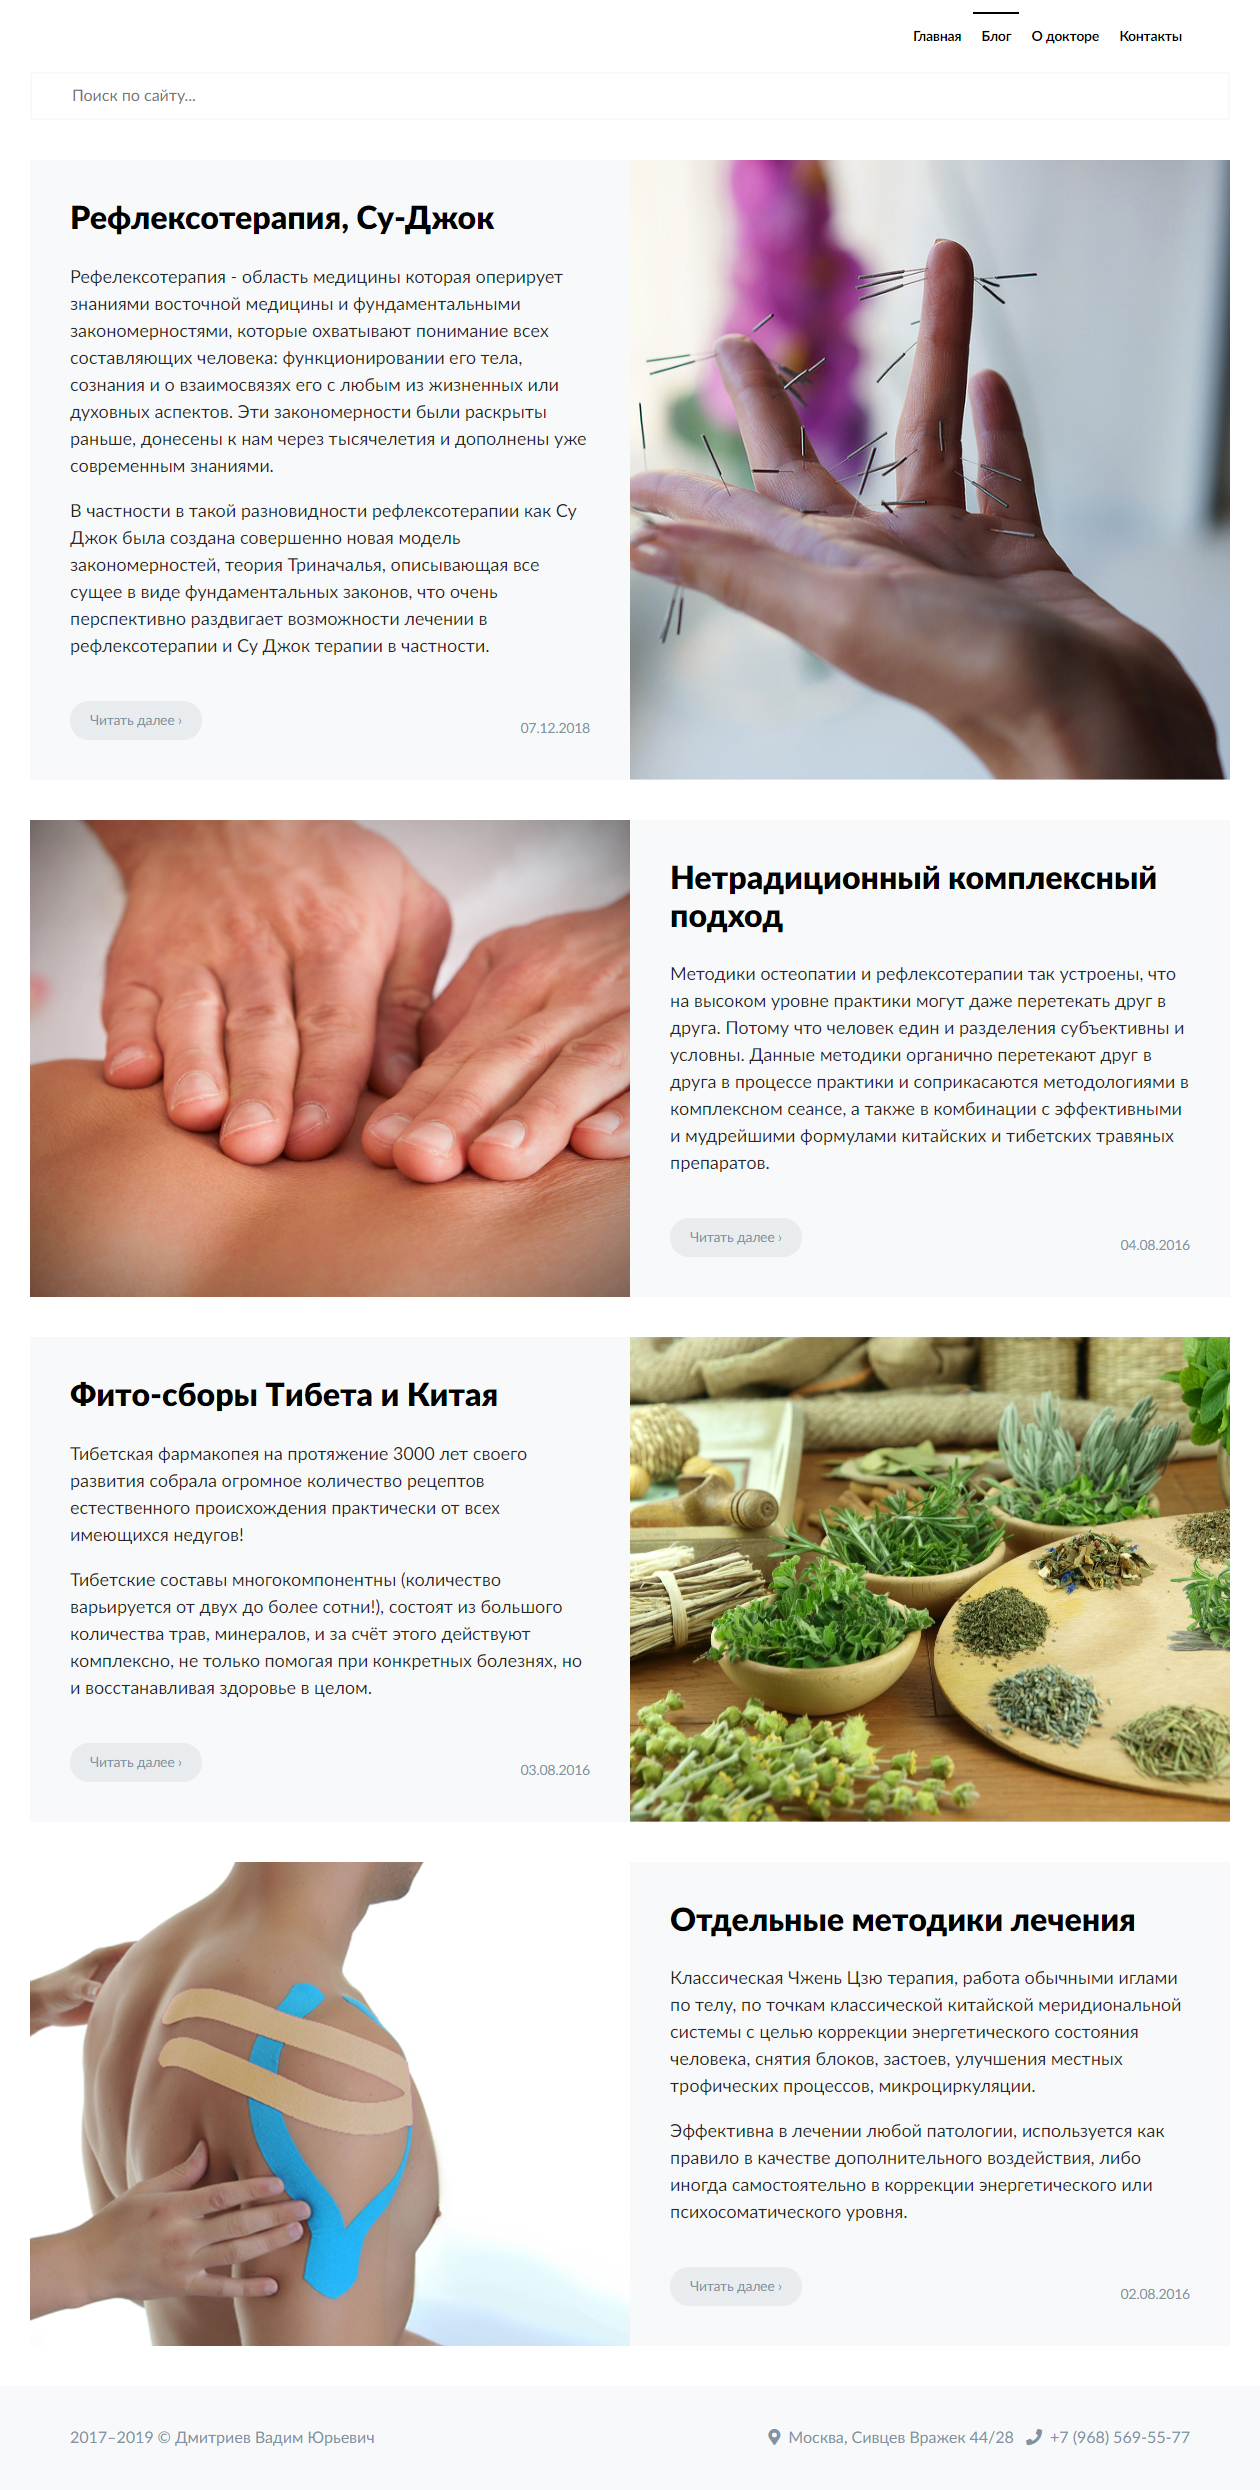 Главная Блог О докторе Контакты
Поиск по сайту...
Рефлексотерапия, Су-Джок
Рефелексотерапия - область медицины которая оперирует
знаниями восточной медицины и фундаментальными
закономерностями, которые охватывают понимание всех
составляющих человека: функционировании его тела,
сознания и о взаимосвязях его с любым из жизненных или
духовных аспектов. Эти закономерности были раскрыты
раньше, донесены к нам через тысячелетия и дополнены уже
современным знаниями.
В частности в такой разновидности рефлексотерапии как Су
Джок была создана совершенно новая модель
закономерностей, теория Триначалья, описывающая все
сущее в виде фундаментальных законов, что очень
перспективно раздвигает возможности лечении в
рефлексотерапии и Су Джок терапии в частности.
Читать далее ›
07.12.2018
Нетрадиционный комплексный
подход
Методики остеопатии и рефлексотерапии так устроены, что
на высоком уровне практики могут даже перетекать друг в
друга. Потому что человек един и разделения субъективны и
условны. Данные методики органично перетекают друг в
друга в процессе практики и соприкасаются методологиями в
комплексном сеансе, а также в комбинации с эффективными
и мудрейшими формулами китайских и тибетских травяных
препаратов.
Читать далее ›
04.08.2016
Фито-сборы Тибета и Китая
Тибетская фармакопея на протяжение 3000 лет своего
развития собрала огромное количество рецептов
естественного происхождения практически от всех
имеющихся недугов!
Тибетские составы многокомпонентны (количество
варьируется от двух до более сотни!), состоят из большого
количества трав, минералов, и за счёт этого действуют
комплексно, не только помогая при конкретных болезнях, но
и восстанавливая здоровье в целом.
Читать далее ›
03.08.2016
Отдельные методики лечения
Классическая Чжень Цзю терапия, работа обычными иглами
по телу, по точкам классической китайской меридиональной
системы с целью коррекции энергетического состояния
человека, снятия блоков, застоев, улучшения местных
трофических процессов, микроциркуляции.
Эффективна в лечении любой патологии, используется как
правило в качестве дополнительного воздействия, либо
иногда самостоятельно в коррекции энергетического или
психосоматического уровня.
Читать далее ›
02.08.2016
2017–2019 © Дмитриев Вадим Юрьевич
Москва, Сивцев Вражек 44/28 +7 (968) 569-55-77